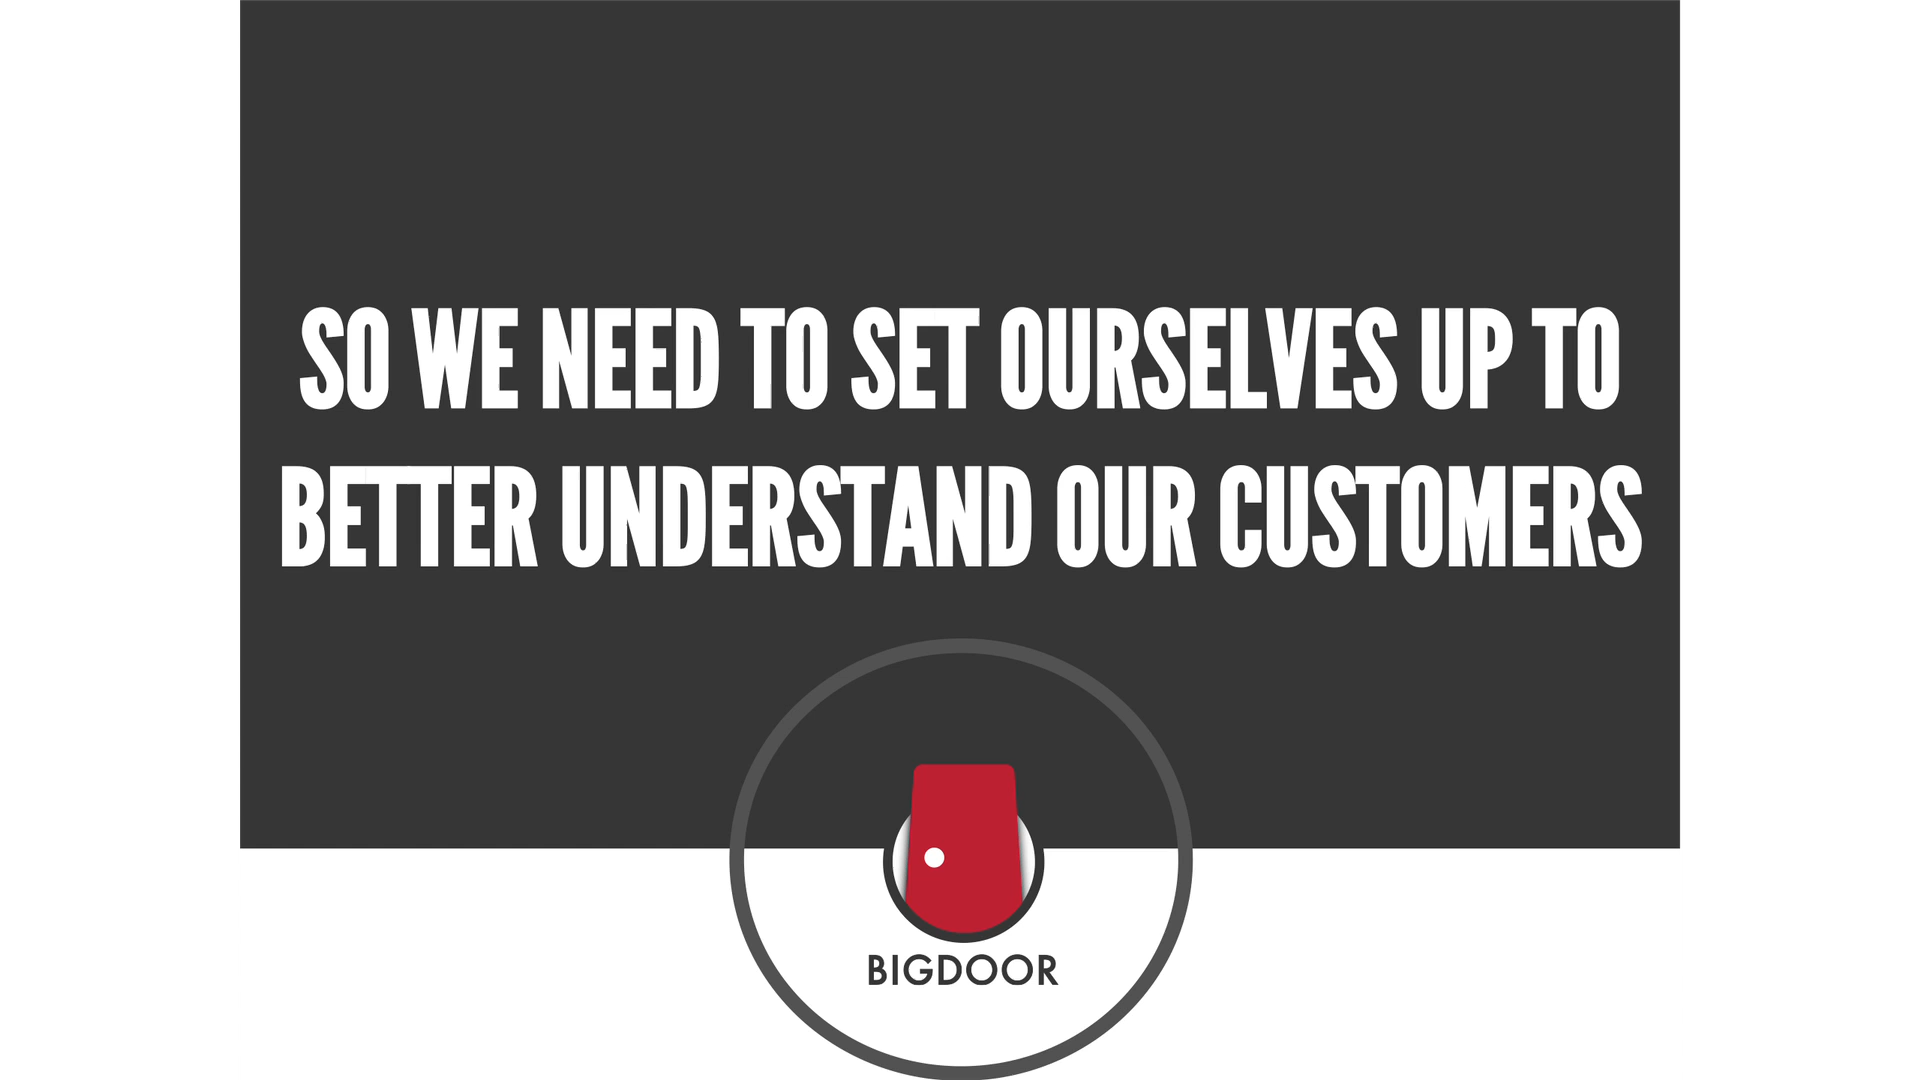 SO WE NEED TO SET OURSELVES UP TO
BETTER UNDERSTAND OUR CUSTOMERS
BIGDOOR